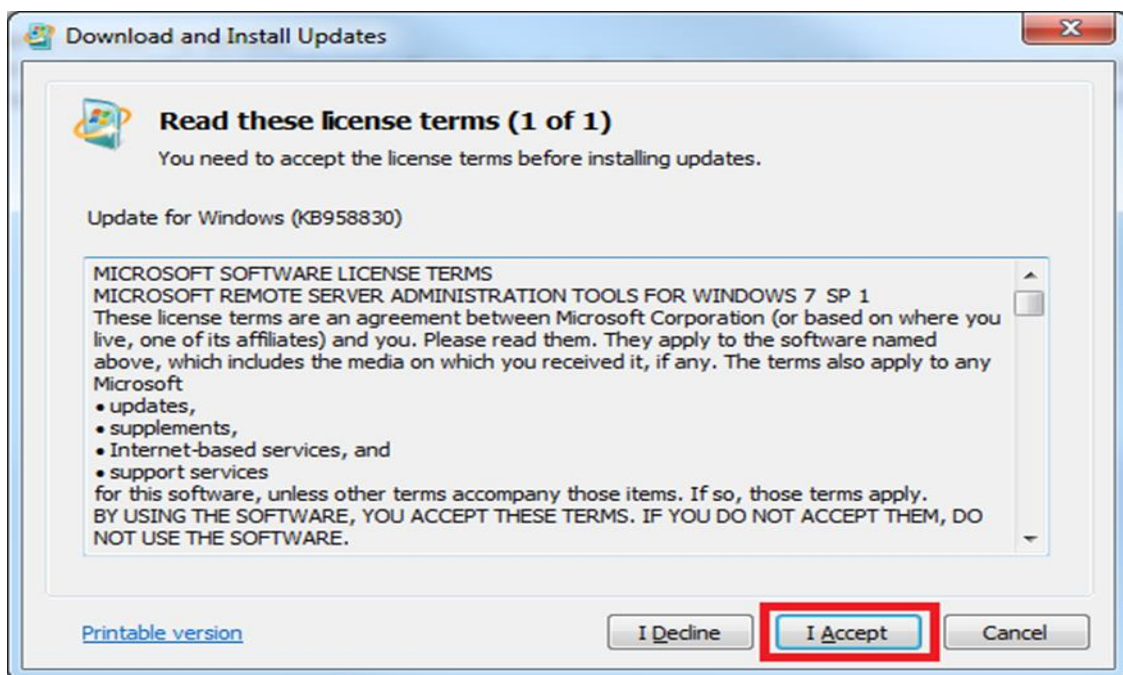 Download and Install Updates
Read these license terms (1 of 1)
You need to accept the license terms before installing updates.
Update for Windows (KB958830)
MICROSOFT SOFTWARE LICENSE TERMS
MICROSOFT REMOTE SERVER ADMINISTRATION TOOLS FOR WINDOWS 7 SP 1
These license terms are an agreement between Microsoft Corporation (or based on where you
live, one of its affiliates) and you. Please read them. They apply to the software named
above, which includes the media on which you received it, if any. The terms also apply to any
Microsoft
• updates,
• supplements,
• Internet-based services, and
• support services
for this software, unless other terms accompany those items. If so, those terms apply.
BY USING THE SOFTWARE, YOU ACCEPT THESE TERMS. IF YOU DO NOT ACCEPT THEM, DO
NOT USE THE SOFTWARE.
Printable version
I Decline
I Accept
Cancel